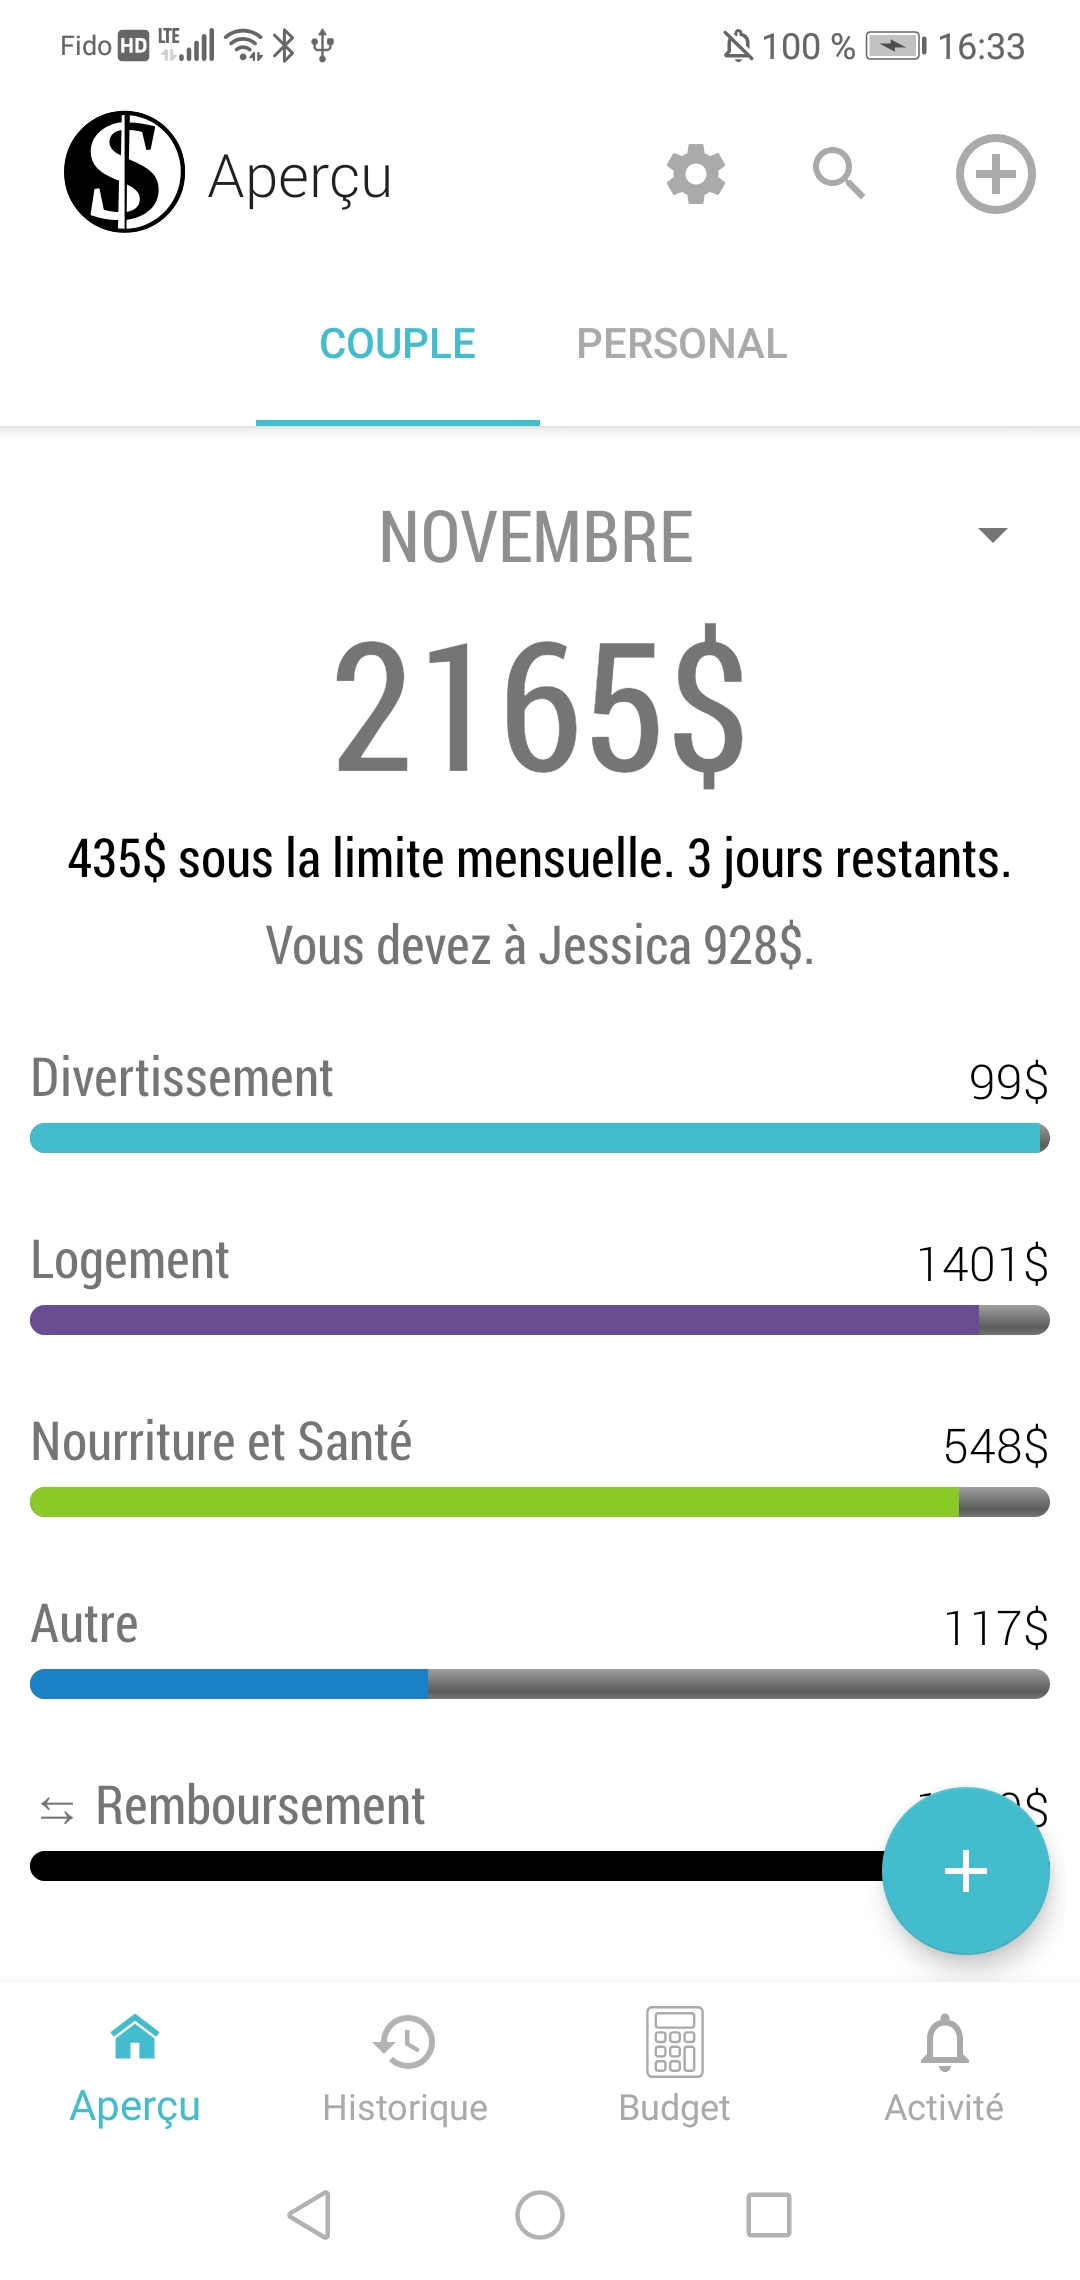 Fido HD LTE 100 % 16:33
Aperçu
COUPLE PERSONAL
NOVEMBRE
2165$
435$ sous la limite mensuelle. 3 jours restants.
Vous devez à Jessica 928$.
Divertissement 99$
Logement 1401$
Nourriture et Santé 548$
Autre 117$
Remboursement
Aperçu Historique Budget Activité